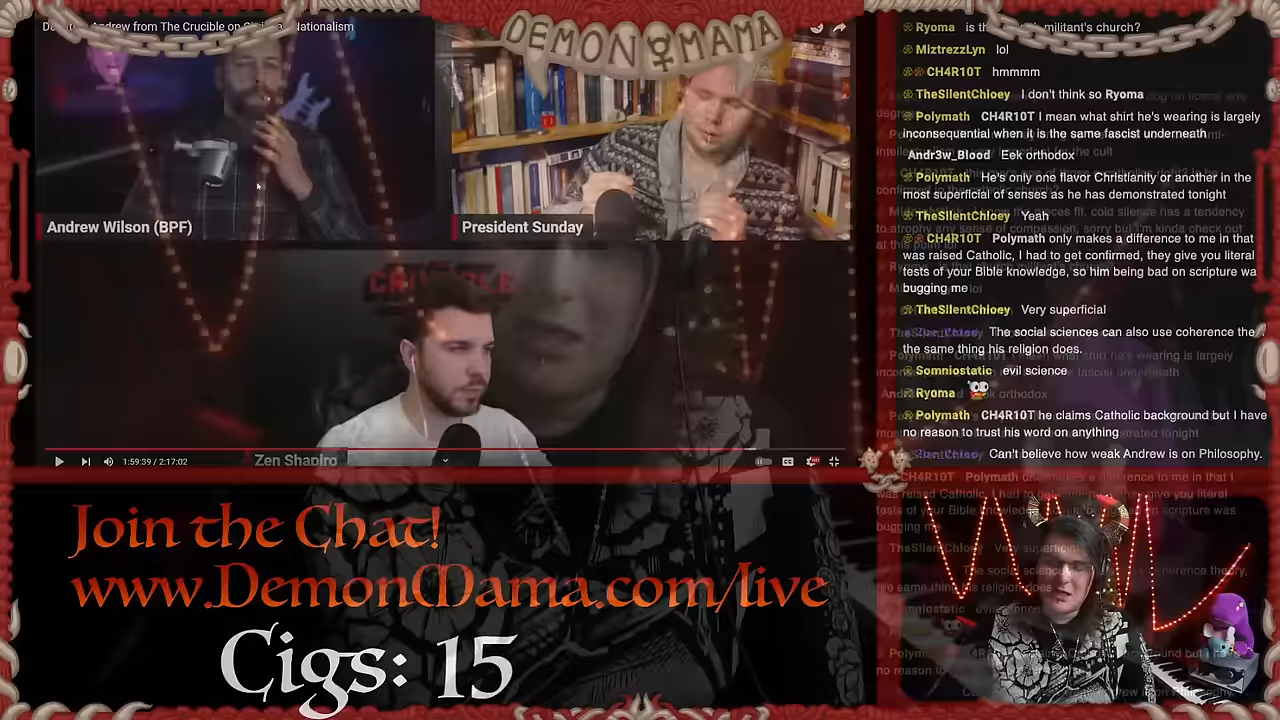 Andrew from The Crucible on
Nationalism
DEMON MAMA
Andrew Wilson (BPF)
President Sunday
Zen Shapiro
1:59:39 / 2:17:02
Ryoma is th militant's church?
MiztrezzLyn lol
CH4R10T hmmmm
TheSilentChloey I don't think so Ryoma
Polymath CH4R10T I mean what shirt he's wearing is largely
inconsequential when it is the same fascist underneath
Andr3w_Blood Eek orthodox
Polymath He's only one flavor Christianity or another in the
most superficial of senses as he has demonstrated tonight
TheSilentChloey Yeah
CH4R10T Polymath only makes a difference to me in that
was raised Catholic, I had to get confirmed, they give you literal
tests of your Bible knowledge, so him being bad on scripture wa
bugging me
TheSilentChloey Very superficial
The social sciences can also use coherence the
the same thing his religion does.
Somniostatic evil science
Ryoma
Polymath CH4R10T he claims Catholic background but I have
no reason to trust his word on anything
Can't believe how weak Andrew is on Philosophy.
Join the Chat!
www.DemonMama.com/live
Cigs: 15